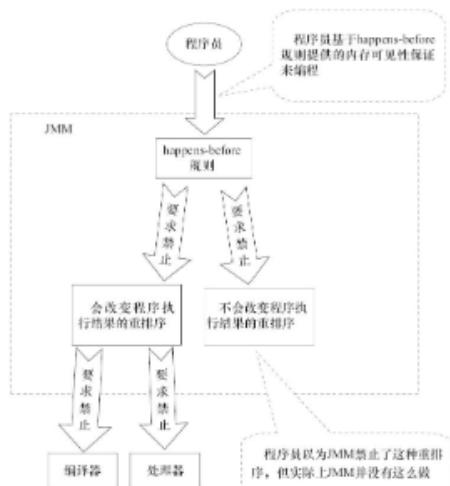 程序员
程序员基于happens-before
规则提供的内存可见性保证
来编程
JMM
happens-before
规则
要求禁止
要求禁止
会改变程序执
行结果的重排序
不会改变程序执
行结果的重排序
要求禁止
要求禁止
编译器
处理器
程序员以为JMM禁止了这种重排
序，但实际上JMM并没有这么做